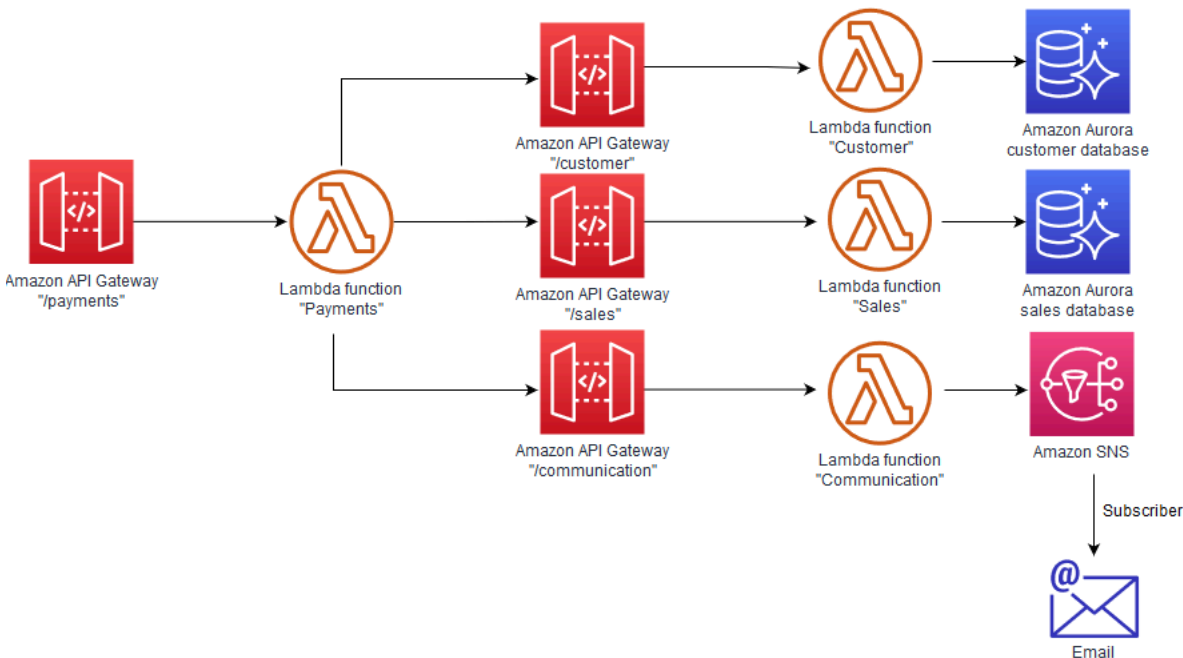 Amazon API Gateway
"/payments"
Lambda function
"Payments"
Amazon API Gateway
"/customer"
Lambda function
"Customer"
Amazon Aurora
customer database
Amazon API Gateway
"/sales"
Lambda function
"Sales"
Amazon Aurora
sales database
Amazon API Gateway
"/communication"
Lambda function
"Communication"
Amazon SNS
Subscriber
@
Email